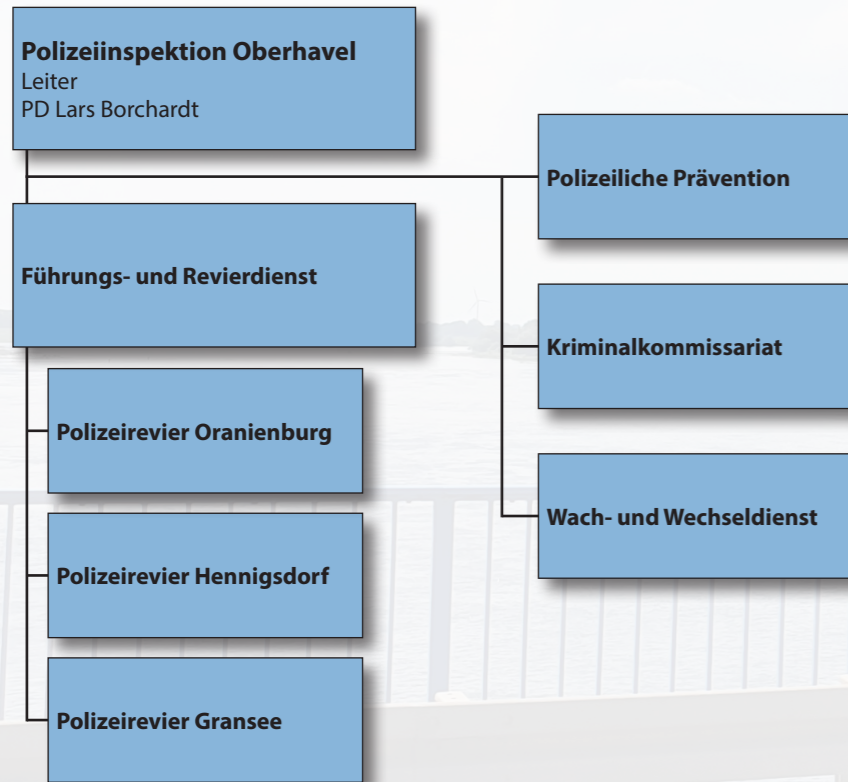 Polizeiinspektion Oberhavel
Leiter
PD Lars Borchardt
Führungs- und Revierdienst
Polizeirevier Oranienburg
Polizeirevier Hennigsdorf
Polizeirevier Gransee
Polizeiliche Prävention
Kriminalkommissariat
Wach- und Wechseldienst